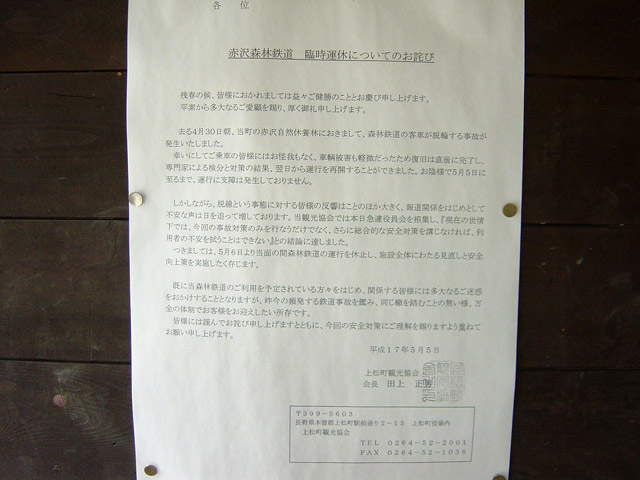 各　位
赤沢森林鉄道　臨時運休についてのお詫び
残春の候、皆様におかれましては益々ご健勝のこととお慶び申し上げます。
平素から多大なるご愛顧を賜り、厚く御礼申し上げます。
去る4月30日朝、当町の赤沢自然休養林におきまして、森林鉄道の客車が脱輪する事故が
発生いたしました。
幸いにしてご乗車の皆様にはお怪我もなく、車輌被害も軽微だったため復旧は直後に完了し、
専門家による検分と対策の結果、翌日から運行を再開することができました。お陰様で5月5日に
至るまで、運行に支障は発生しておりません。
しかしながら、脱線という事態に対する皆様の反響はことのほか大きく、報道関係をはじめとして
不安な声は日を追って増しております。当観光協会では本日急遽役員会を招集し、『現在の世情
下では、今回の事故対策のみを行なうだけでなく、さらに総合的な安全対策を講じなければ、利
用者の不安を拭うことはできない』との結論に達しました。
つきましては、5月6日より当面の間森林鉄道の運行を休止し、施設全体にわたる見直しと安全
向上策を実施したく存じます。
既に当森林鉄道のご利用を予定されている方々をはじめ、関係する皆様には多大なるご迷惑
をおかけすることとなりますが、昨今の頻発する鉄道事故を鑑み、同じ轍を踏むことの無い様、万
全の体制でお客様をお迎えしたい所存です。
皆様には謹んでお詫び申し上げますとともに、今回の安全対策にご理解を賜りますよう重ねて
お願い申し上げます。
平成17年5月5日
上松町観光協会
会長　田上　正男
〒399-5603
長野県木曽郡上松町駅前通り2-13　上松町役場内
上松町観光協会
TEL　0264-52-2001
FAX　0264-52-1038